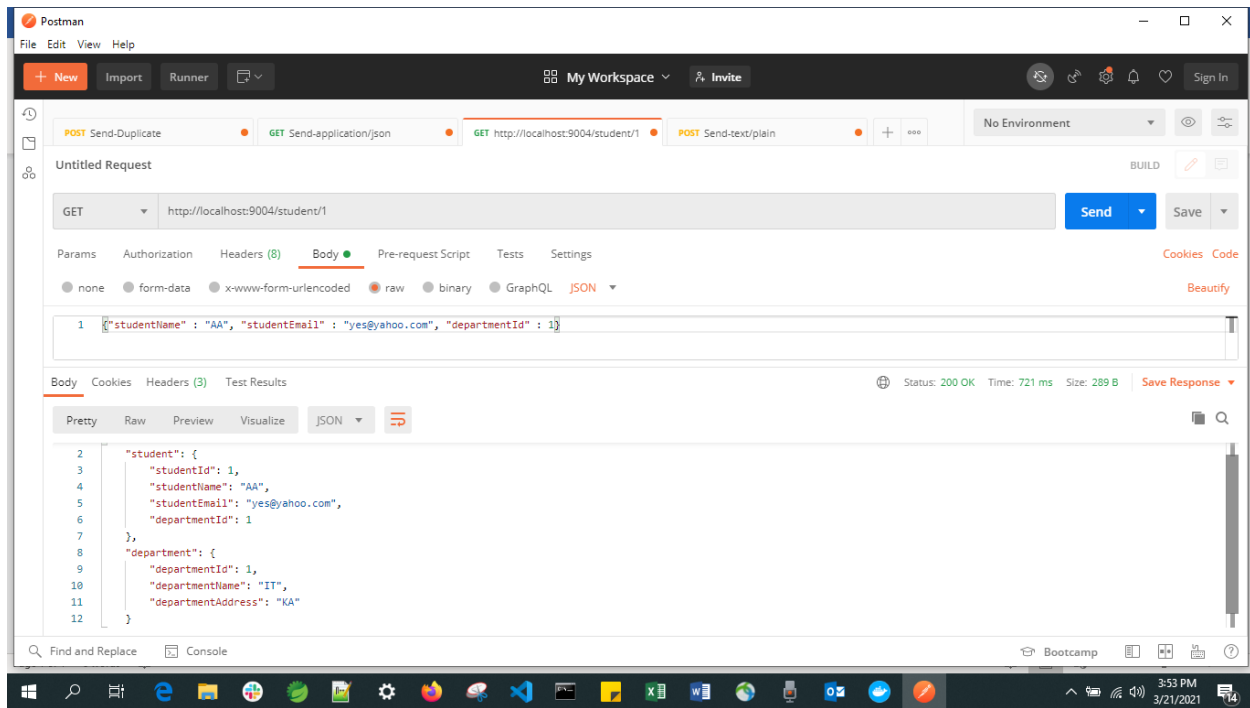 Postman
File Edit View Help
+ New Import Runner My Workspace Invite Sign In
POST Send-Duplicate GET Send-application/json GET http://localhost:9004/student/1 POST Send-text/plain No Environment
Untitled Request BUILD
GET http://localhost:9004/student/1 Send Save
Params Authorization Headers (8) Body Pre-request Script Tests Settings Cookies Code
none form-data x-www-form-urlencoded raw binary GraphQL JSON Beautify
1 {"studentName" : "AA", "studentEmail" : "yes@yahoo.com", "departmentId" : 1}
Body Cookies Headers (3) Test Results Status: 200 OK Time: 721 ms Size: 289 B Save Response
Pretty Raw Preview Visualize JSON
2 "student": {
3 "studentId": 1,
4 "studentName": "AA",
5 "studentEmail": "yes@yahoo.com",
6 "departmentId": 1
7 },
8 "department": {
9 "departmentId": 1,
10 "departmentName": "IT",
11 "departmentAddress": "KA"
12 }
Find and Replace Console Bootcamp
3:53 PM
3/21/2021
14